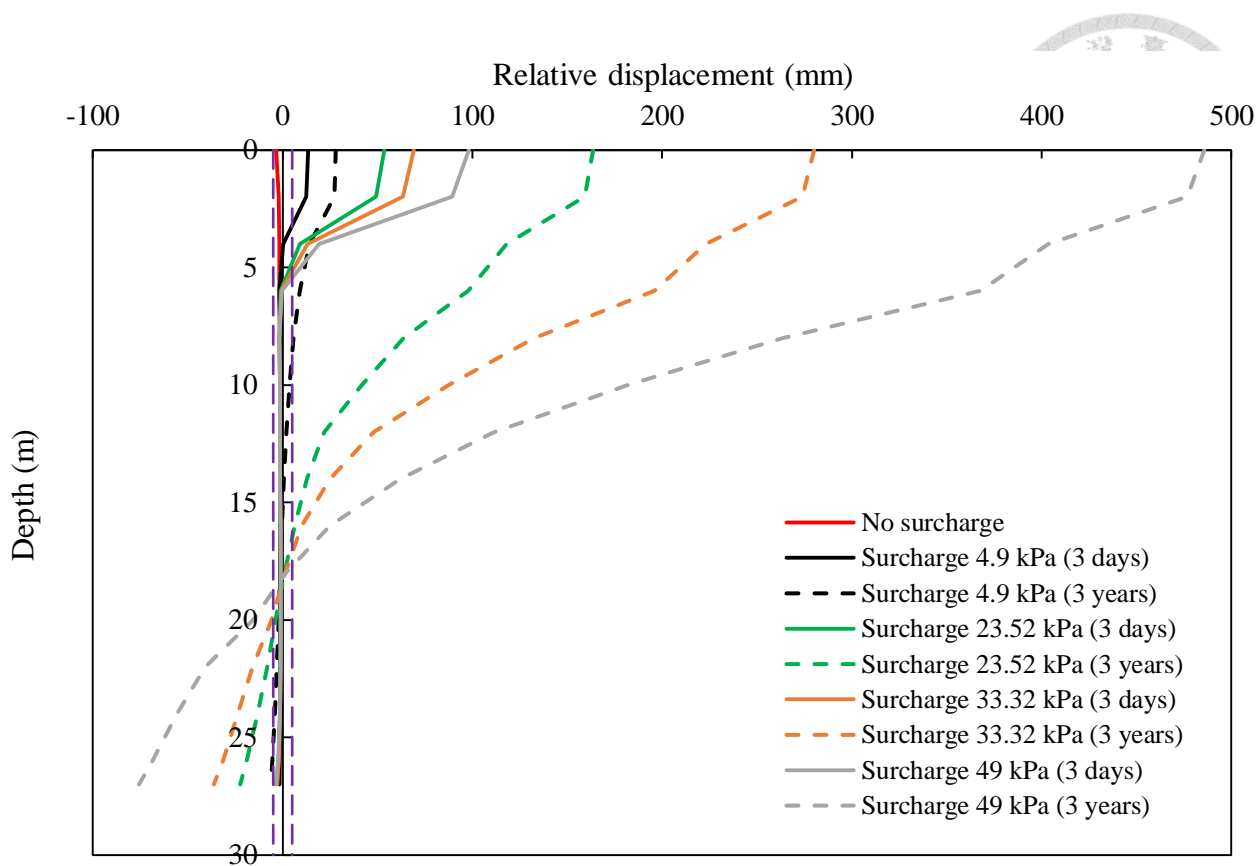 Relative displacement (mm)
-100 0 100 200 300 400 500
0
5
10
15
20
25
30
Depth (m)
No surcharge
Surcharge 4.9 kPa (3 days)
Surcharge 4.9 kPa (3 years)
Surcharge 23.52 kPa (3 days)
Surcharge 23.52 kPa (3 years)
Surcharge 33.32 kPa (3 days)
Surcharge 33.32 kPa (3 years)
Surcharge 49 kPa (3 days)
Surcharge 49 kPa (3 years)